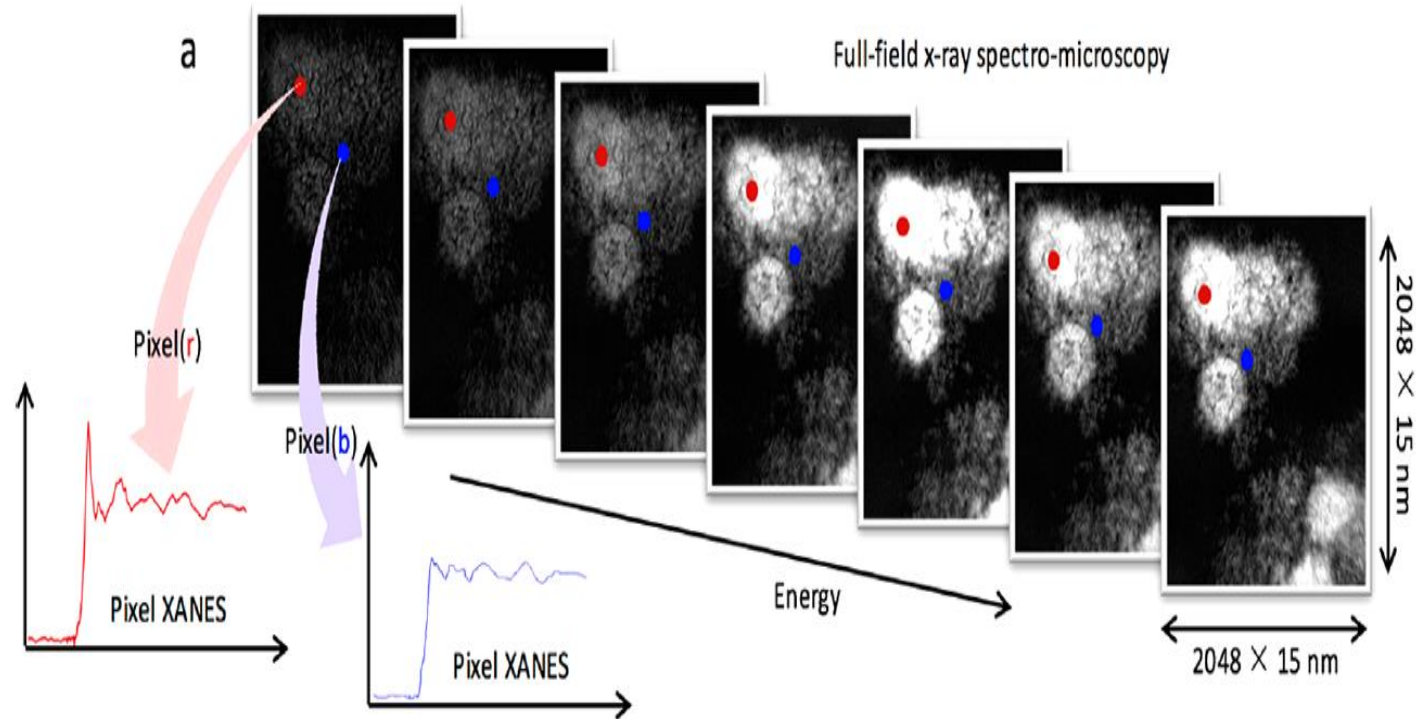 a
Full-field x-ray spectro-microscopy
Pixel(r)
Pixel(b)
Pixel XANES
Pixel XANES
Energy
2048 × 15 nm
2048 × 15 nm